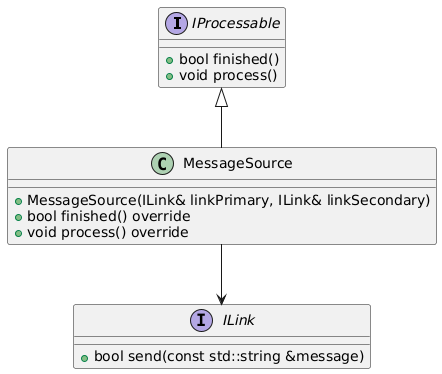 I IProcessable
bool finished()
void process()
C MessageSource
MessageSource(ILink& linkPrimary, ILink& linkSecondary)
bool finished() override
void process() override
I ILink
bool send(const std::string &message)